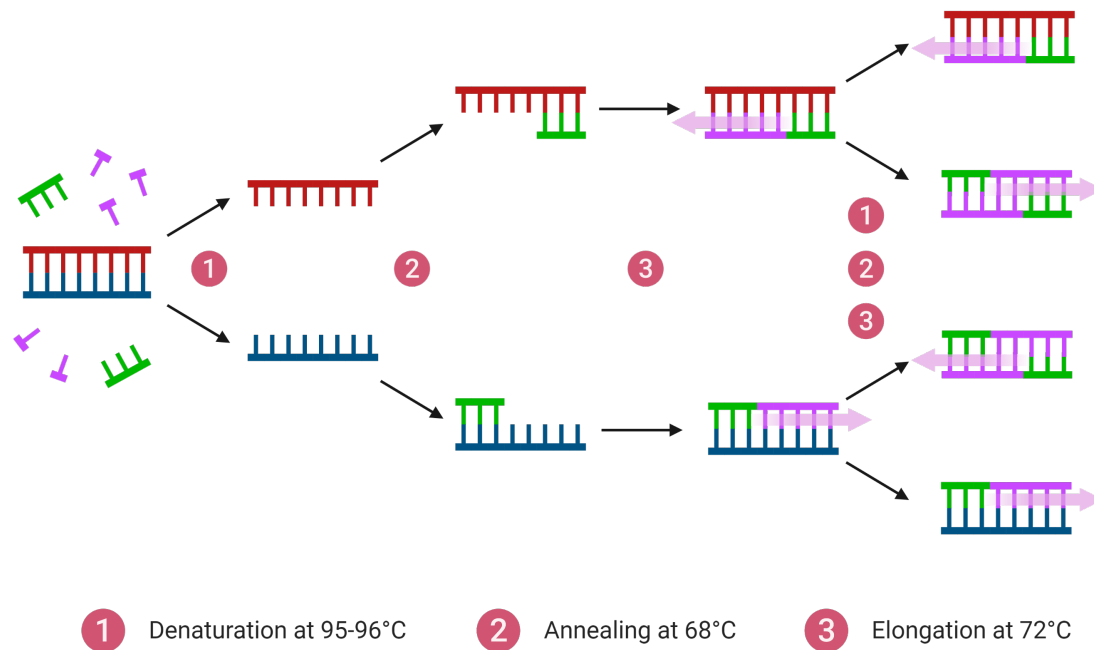 1
2
3
1
2
3
1 Denaturation at 95-96°C
2 Annealing at 68°C
3 Elongation at 72°C